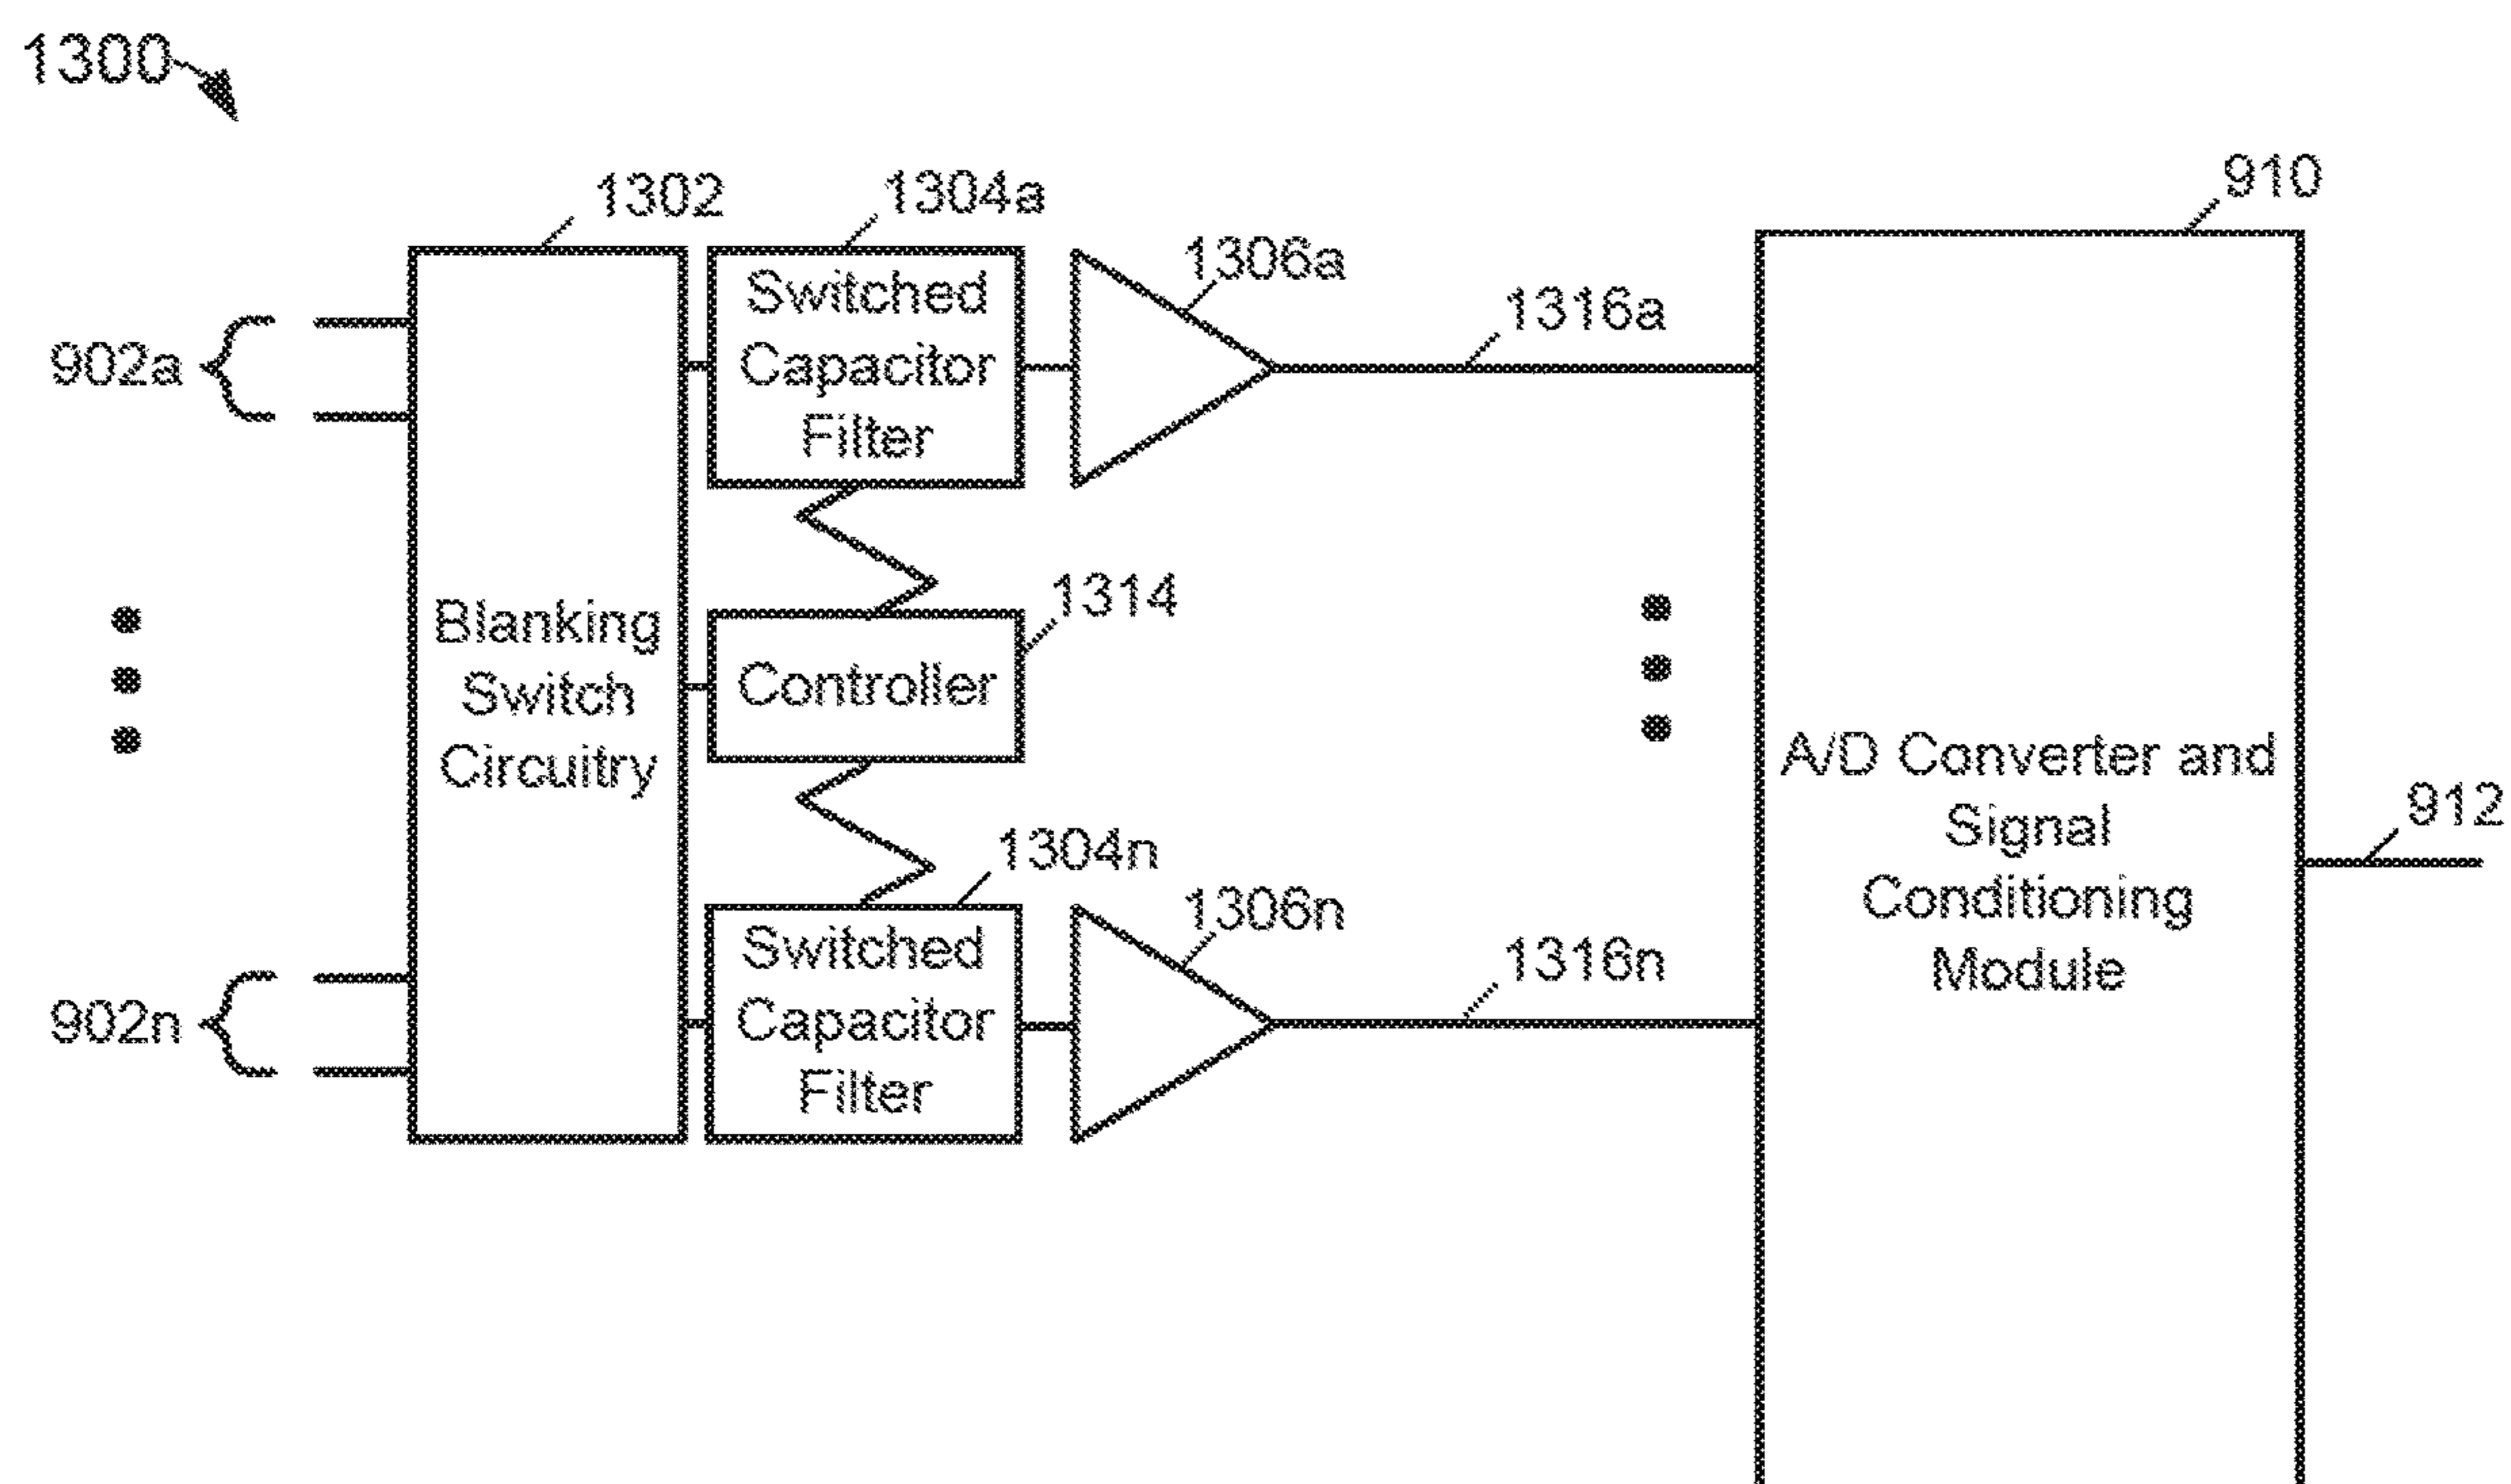 1300
1302
1304a
910
1306a
1316a
902a
Switched
Capacitor
Filter
1314
Blanking
Switch
Circuitry
Controller
A/D Converter and
Signal
Conditioning
Module
912
1304n
1306n
1316n
902n
Switched
Capacitor
Filter